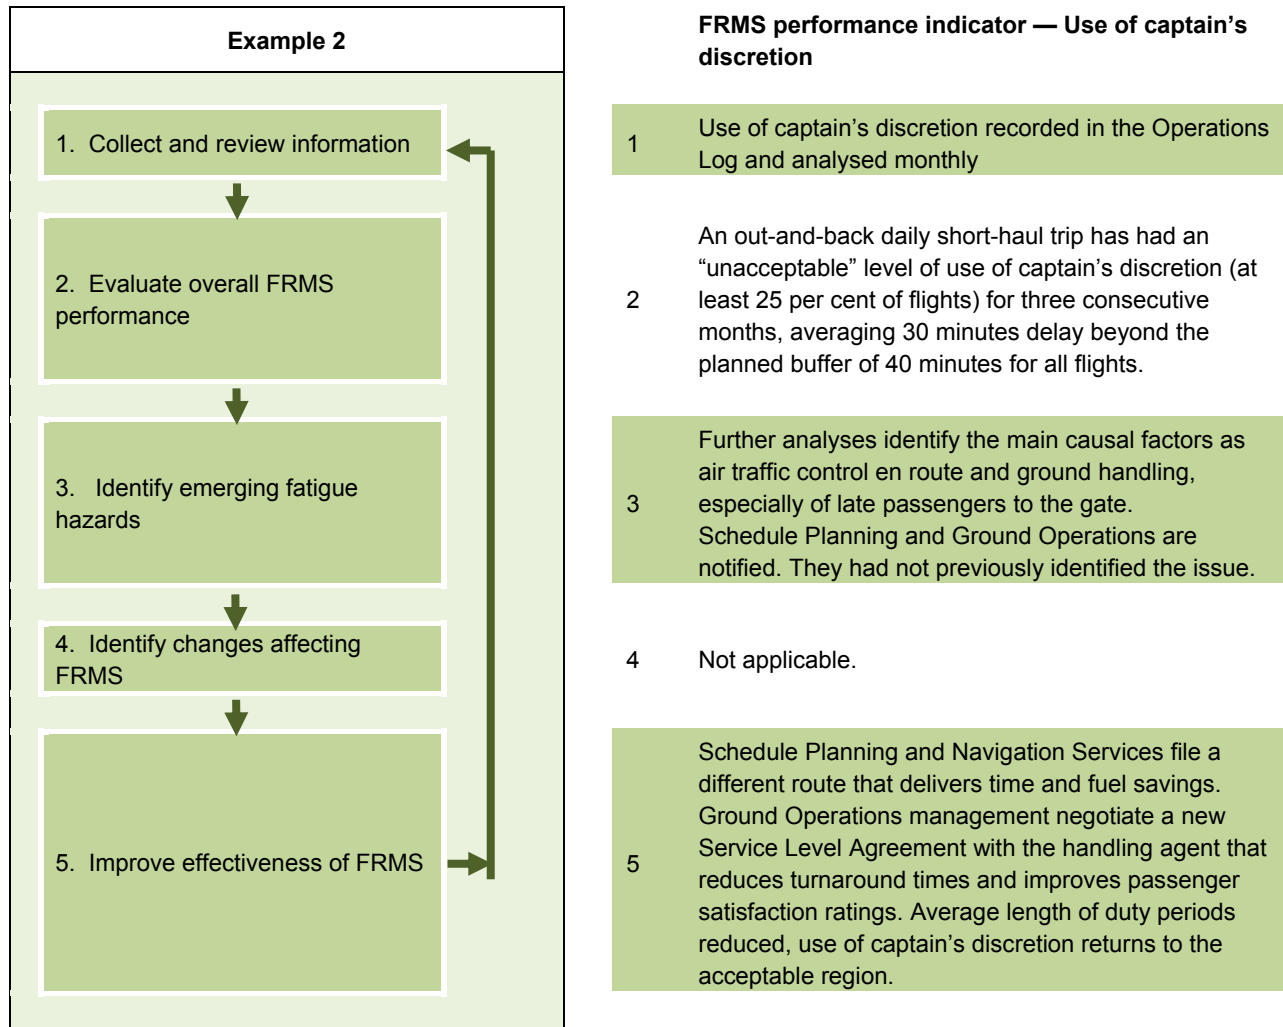 Example 2
1. Collect and review information
2. Evaluate overall FRMS
performance
3. Identify emerging fatigue
hazards
4. Identify changes affecting
FRMS
5. Improve effectiveness of FRMS
FRMS performance indicator — Use of captain’s
discretion
1
Use of captain’s discretion recorded in the Operations
Log and analysed monthly
2
An out-and-back daily short-haul trip has had an
“unacceptable” level of use of captain’s discretion (at
least 25 per cent of flights) for three consecutive
months, averaging 30 minutes delay beyond the
planned buffer of 40 minutes for all flights.
3
Further analyses identify the main causal factors as
air traffic control en route and ground handling,
especially of late passengers to the gate.
Schedule Planning and Ground Operations are
notified. They had not previously identified the issue.
4
Not applicable.
5
Schedule Planning and Navigation Services file a
different route that delivers time and fuel savings.
Ground Operations management negotiate a new
Service Level Agreement with the handling agent that
reduces turnaround times and improves passenger
satisfaction ratings. Average length of duty periods
reduced, use of captain’s discretion returns to the
acceptable region.